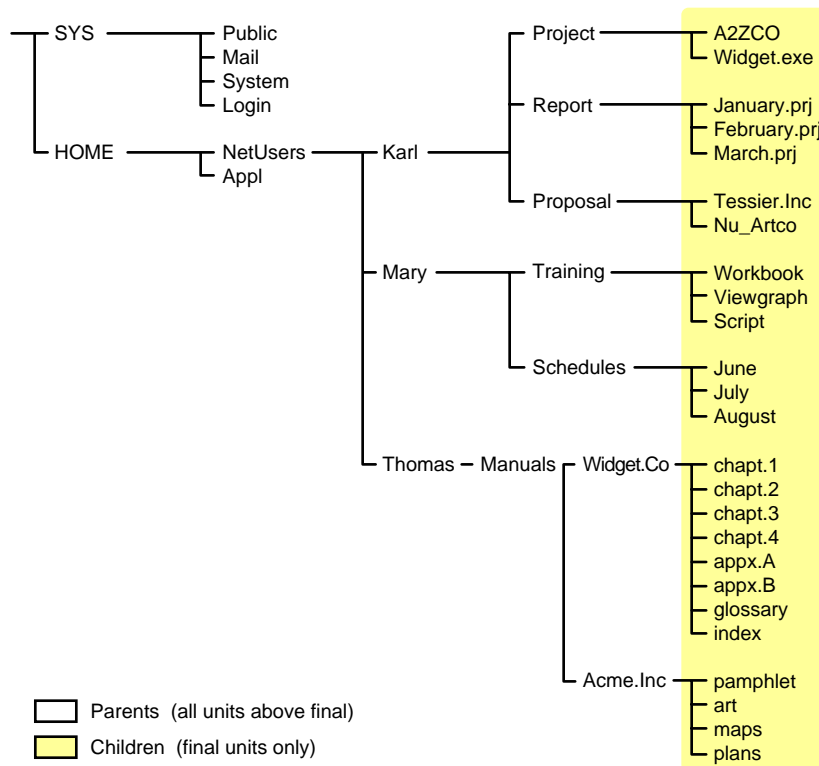 SYS Public Project A2ZCO
Mail Widget.exe
System
Login Report January.prj
February.prj
HOME NetUsers Karl March.prj
Appl
Proposal Tessier.Inc
Nu_Artco
Mary Training Workbook
Viewgraph
Script
Schedules June
July
August
Thomas Manuals Widget.Co chapt.1
chapt.2
chapt.3
chapt.4
appx.A
appx.B
glossary
index
Acme.Inc pamphlet
Parents (all units above final) art
maps
Children (final units only) plans